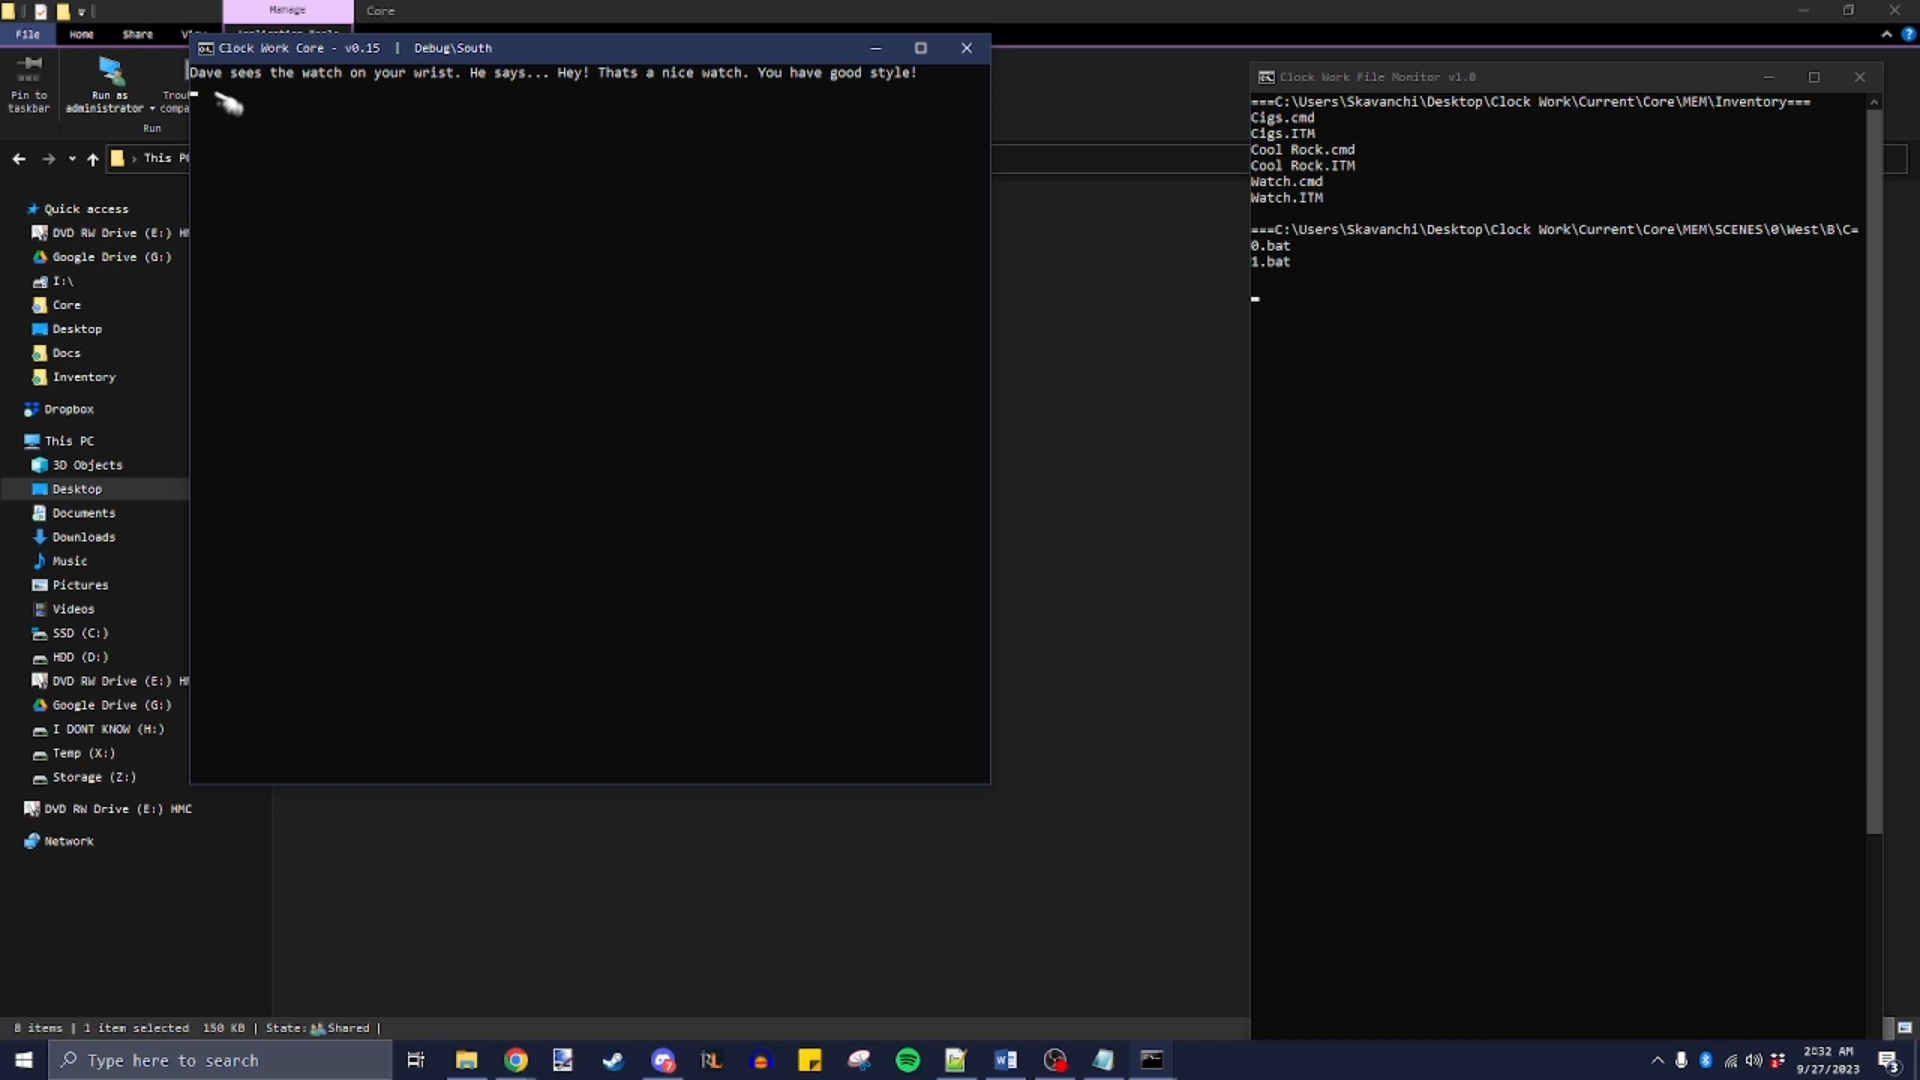 Manage
Core
File
Home
Share
Pin to
taskbar
Run as
administrator
Run
This PC
Clock Work Core - v0.15 | Debug\South
Dave sees the watch on your wrist. He says... Hey! Thats a nice watch. You have good style!
Quick access
DVD RW Drive (E:)
Google Drive (G:)
I:\
Core
Desktop
Docs
Inventory
Dropbox
This PC
3D Objects
Desktop
Documents
Downloads
Music
Pictures
Videos
SSD (C:)
HDD (D:)
DVD RW Drive (E:)
Google Drive (G:)
I DONT KNOW (H:)
Temp (X:)
Storage (Z:)
DVD RW Drive (E:) HMC
Network
Clock Work File Monitor v1.0
===C:\Users\Skavanchi\Desktop\Clock Work\Current\Core\MEM\Inventory===
Cigs.cmd
Cigs.ITM
Cool Rock.cmd
Cool Rock.ITM
Watch.cmd
Watch.ITM
===C:\Users\Skavanchi\Desktop\Clock Work\Current\Core\MEM\SCENES\0\West\B\C=
0.bat
1.bat
8 items | 1 item selected 150 KB | State: Shared |
Type here to search
2:32 AM
9/27/2023
3